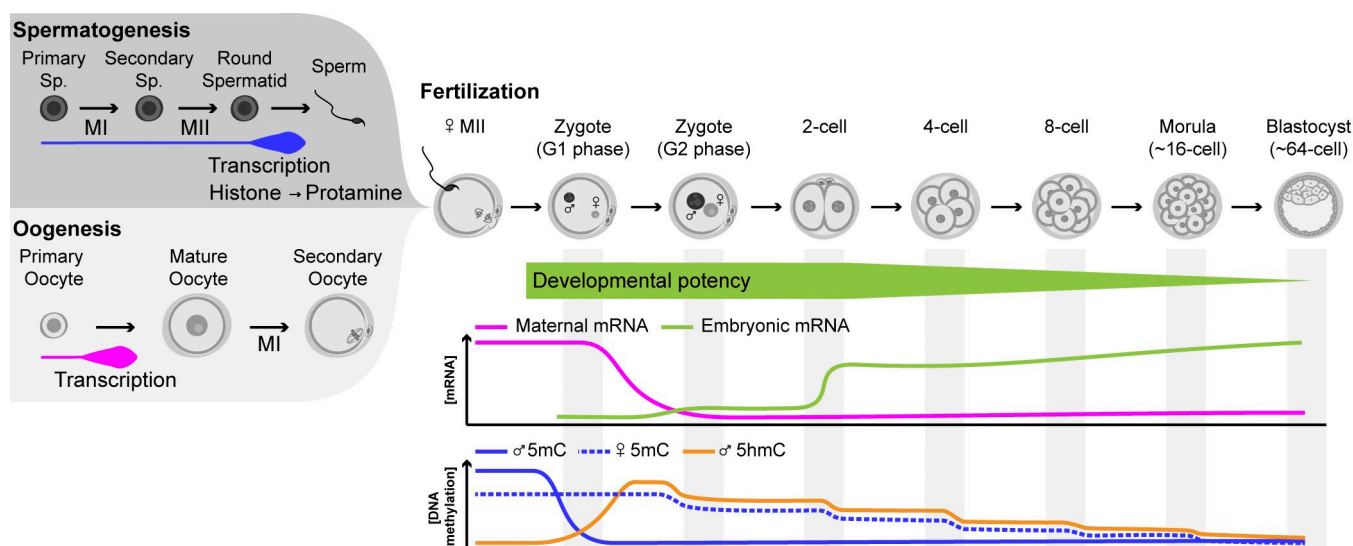 Spermatogenesis
Primary Sp.
Secondary Sp.
Round Spermatid
Sperm
MI
MII
Transcription
Histone → Protamine
Oogenesis
Primary Oocyte
Mature Oocyte
Secondary Oocyte
MI
Transcription
Fertilization
♀ MII
Zygote (G1 phase)
Zygote (G2 phase)
2-cell
4-cell
8-cell
Morula (~16-cell)
Blastocyst (~64-cell)
♂ ♀
♂ ♀
Developmental potency
Maternal mRNA
Embryonic mRNA
[mRNA]
♂ 5mC
♀ 5mC
♂ 5hmC
[DNA methylation]